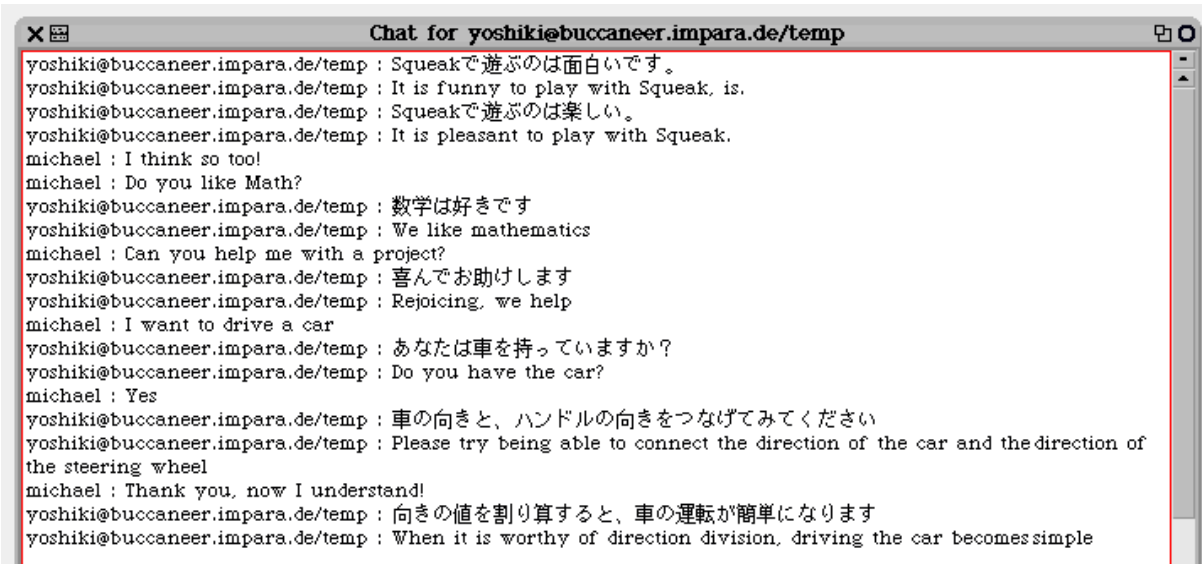 Chat for yoshiki@buccaneer.impara.de/temp
yoshiki@buccaneer.impara.de/temp : Squeakで遊ぶのは面白いです。
yoshiki@buccaneer.impara.de/temp : It is funny to play with Squeak, is.
yoshiki@buccaneer.impara.de/temp : Squeakで遊ぶのは楽しい。
yoshiki@buccaneer.impara.de/temp : It is pleasant to play with Squeak.
michael : I think so too!
michael : Do you like Math?
yoshiki@buccaneer.impara.de/temp : 数学は好きです
yoshiki@buccaneer.impara.de/temp : We like mathematics
michael : Can you help me with a project?
yoshiki@buccaneer.impara.de/temp : 喜んでお助けします
yoshiki@buccaneer.impara.de/temp : Rejoicing, we help
michael : I want to drive a car
yoshiki@buccaneer.impara.de/temp : あなたは車を持っていますか？
yoshiki@buccaneer.impara.de/temp : Do you have the car?
michael : Yes
yoshiki@buccaneer.impara.de/temp : 車の向きと、ハンドルの向きをつなげてみてください
yoshiki@buccaneer.impara.de/temp : Please try being able to connect the direction of the car and the direction of
the steering wheel
michael : Thank you, now I understand!
yoshiki@buccaneer.impara.de/temp : 向きの値を割り算すると、車の運転が簡単になります
yoshiki@buccaneer.impara.de/temp : When it is worthy of direction division, driving the car becomes simple